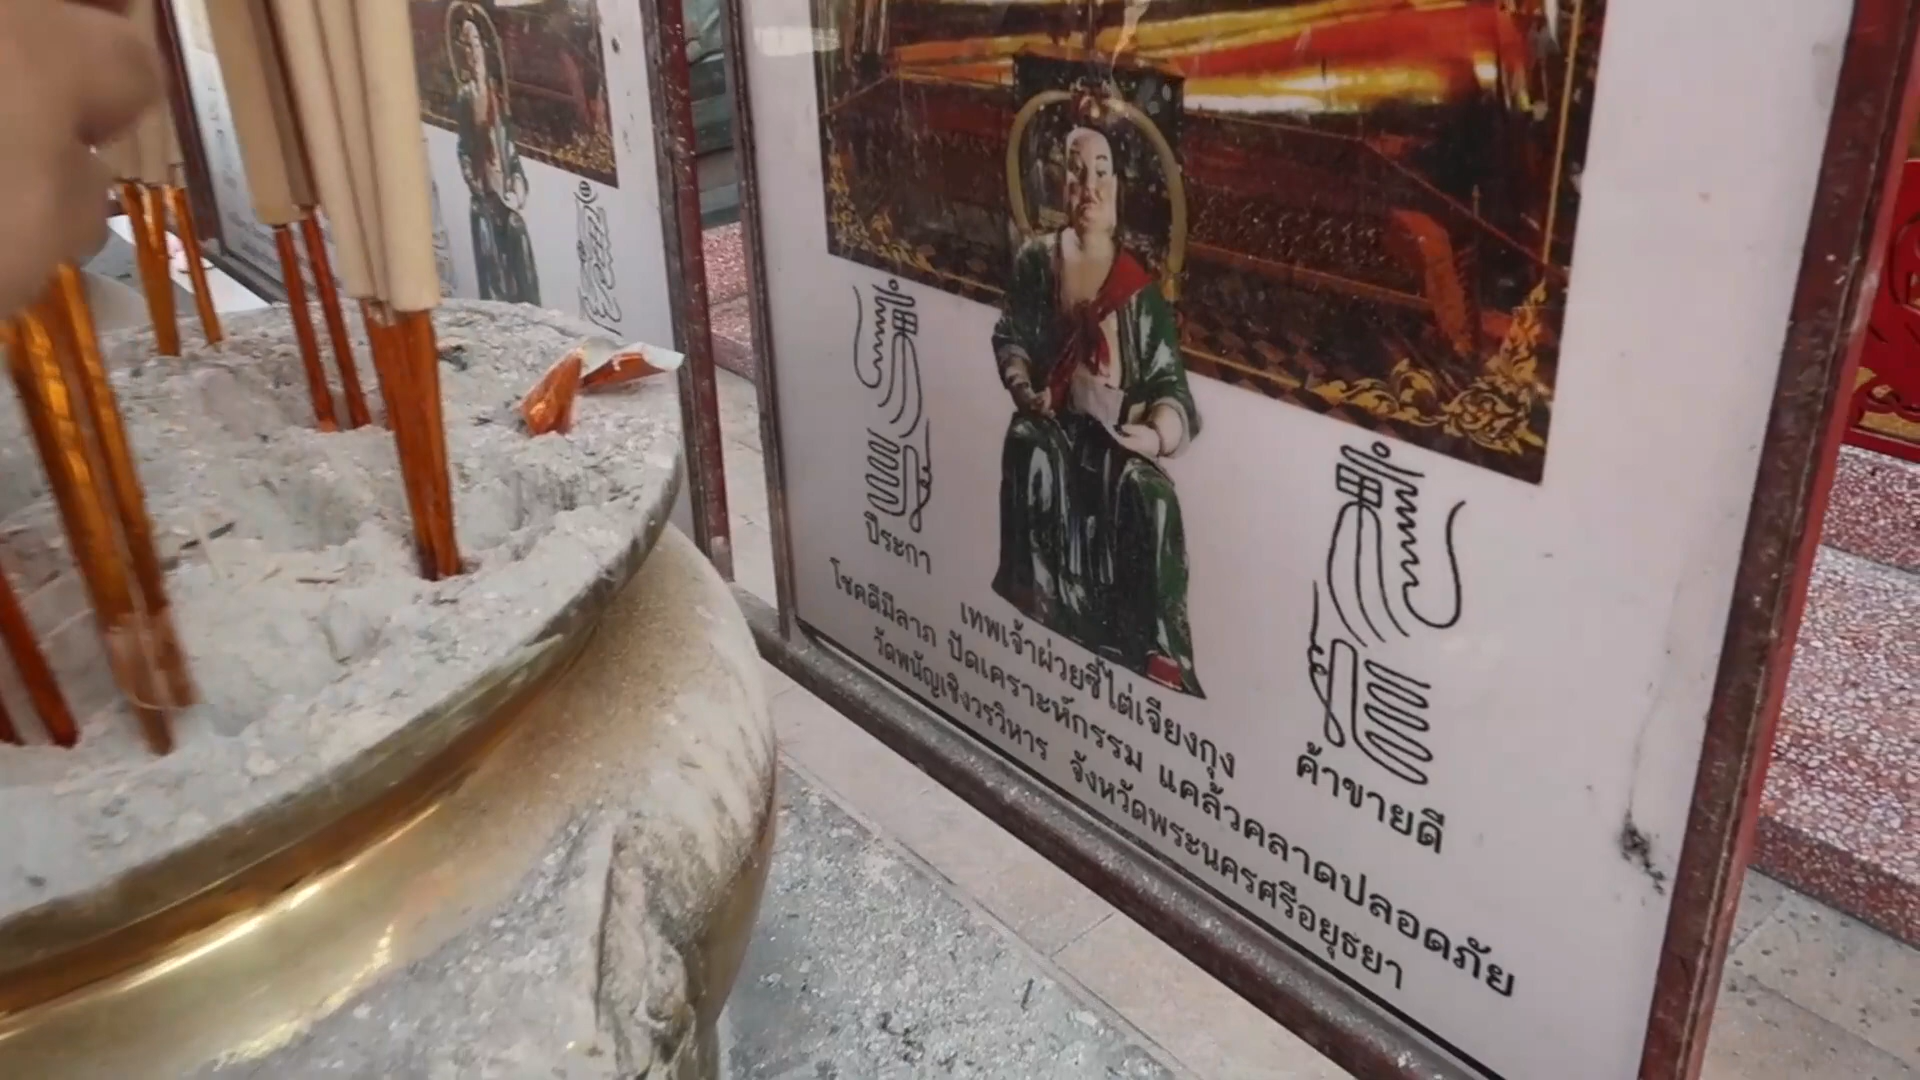 ปีระกา
ค้าขายดี
เทพเจ้าผ่วยซี้ไต่เจียงกุง
โชคดีมีลาภ ปัดเคราะห์กรรม แคล้วคลาดปลอดภัย
วัดพนัญเชิงวรวิหาร จังหวัดพระนครศรีอยุธยา